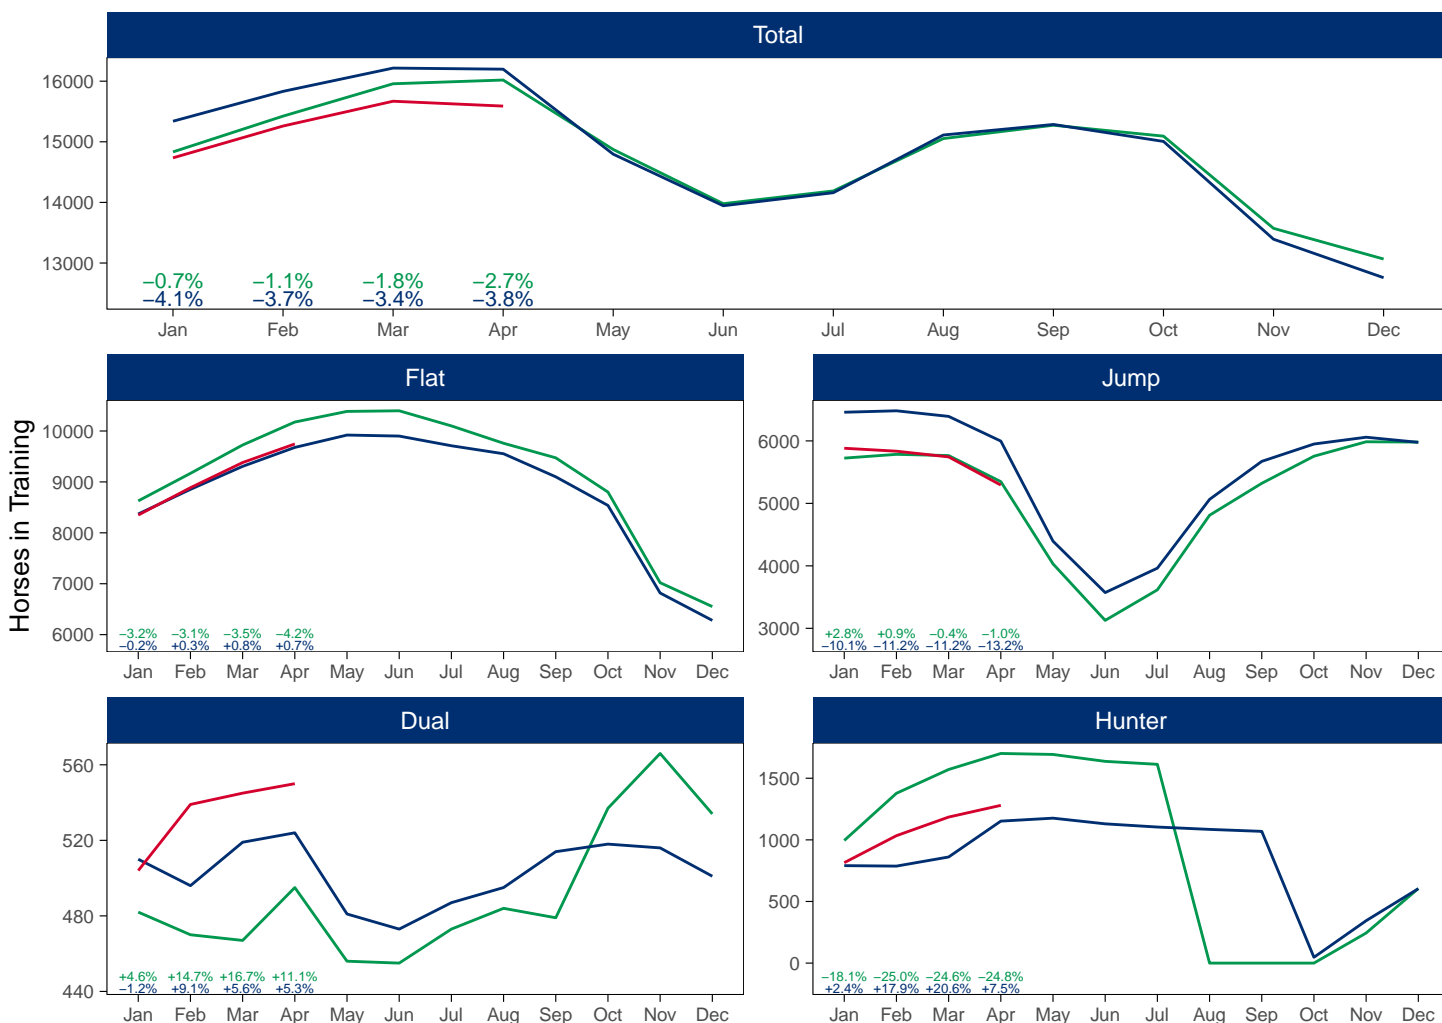 Total
16000
15000
14000
13000
−0.7% −1.1% −1.8% −2.7%
−4.1% −3.7% −3.4% −3.8%
Jan Feb Mar Apr May Jun Jul Aug Sep Oct Nov Dec
Horses in Training
Flat
10000
9000
8000
7000
6000
−3.2% −3.1% −3.5% −4.2%
−0.2% +0.3% +0.8% +0.7%
Jan Feb Mar Apr May Jun Jul Aug Sep Oct Nov Dec
Jump
6000
5000
4000
3000
+2.8% +0.9% −0.4% −1.0%
−10.1% −11.2% −11.2% −13.2%
Jan Feb Mar Apr May Jun Jul Aug Sep Oct Nov Dec
Dual
560
520
480
440
+4.6% +14.7% +16.7% +11.1%
−1.2% +9.1% +5.6% +5.3%
Jan Feb Mar Apr May Jun Jul Aug Sep Oct Nov Dec
Hunter
1500
1000
500
0
−18.1% −25.0% −24.6% −24.8%
+2.4% +17.9% +20.6% +7.5%
Jan Feb Mar Apr May Jun Jul Aug Sep Oct Nov Dec